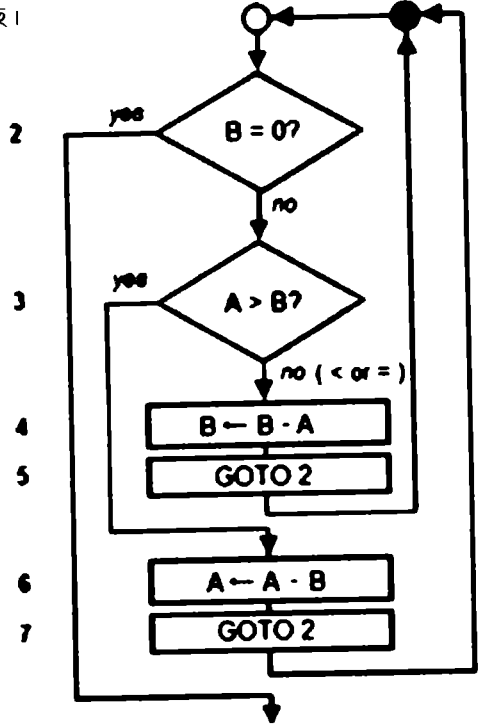 2
yes
B = 0?
no
3
yes
A > B?
no ( < or = )
4
B ← B - A
5
GOTO 2
6
A ← A - B
7
GOTO 2